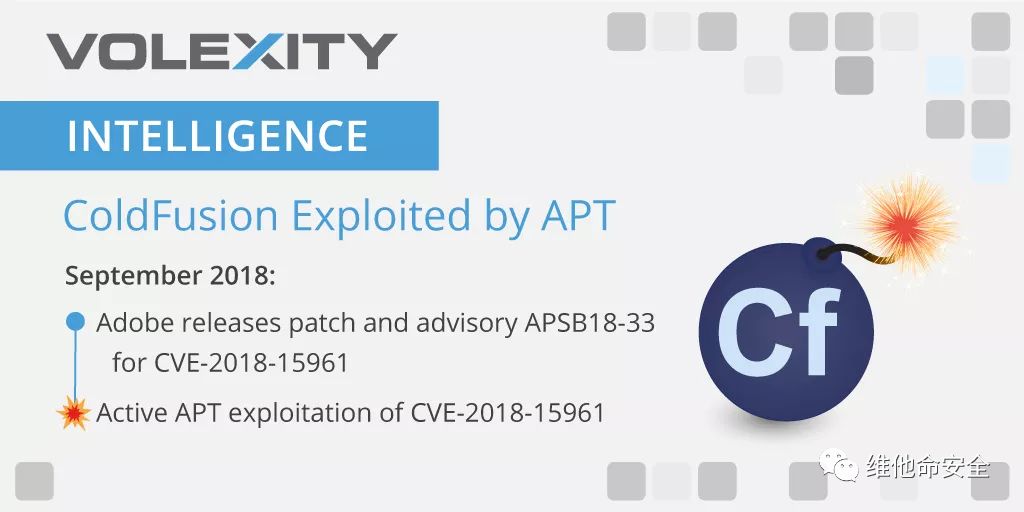 VOLEXITY
INTELLIGENCE
ColdFusion Exploited by APT
September 2018:
Adobe releases patch and advisory APSB18-33
for CVE-2018-15961
Active APT exploitation of CVE-2018-15961
Cf
维他命安全